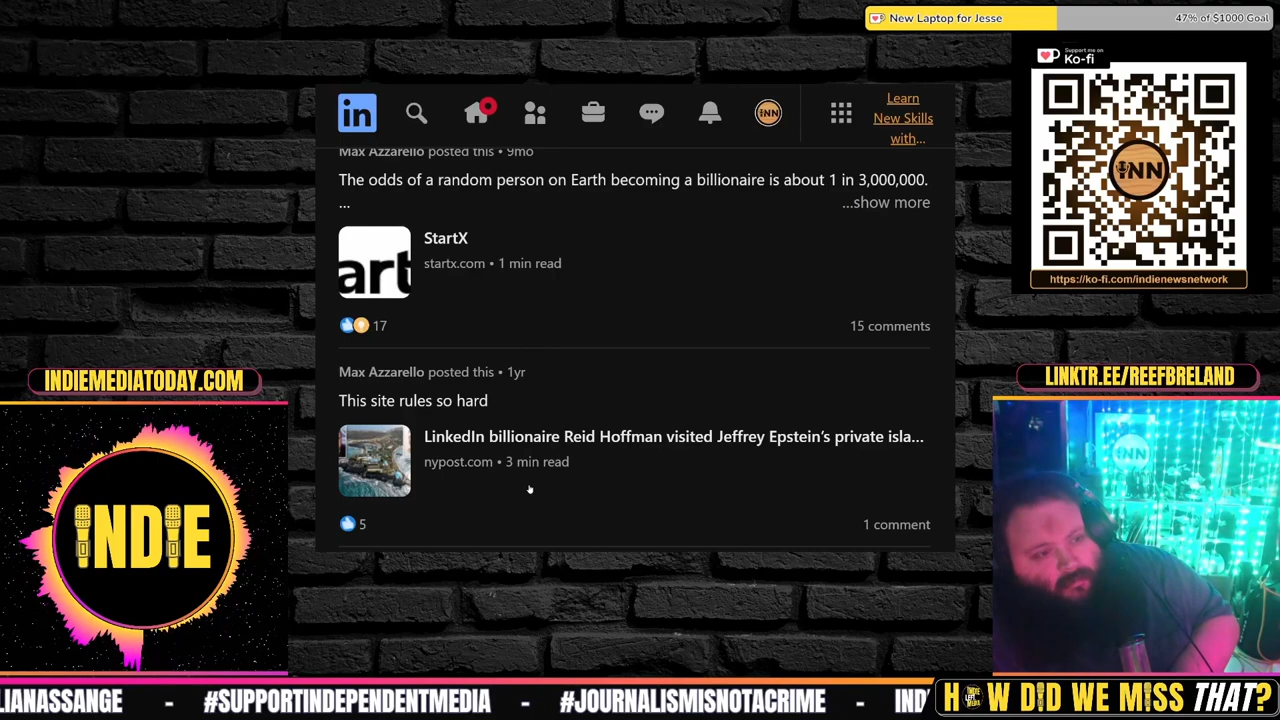 New Laptop for Jesse
47% of $1000 Goal
Support me on
Ko-fi
iNN
https://ko-fi.com/indienewsnetwork
in
iNN
Learn
New Skills
with...
Max Azzarello posted this • 9mo
The odds of a random person on Earth becoming a billionaire is about 1 in 3,000,000.
...
...show more
art
StartX
startx.com • 1 min read
17
15 comments
Max Azzarello posted this • 1yr
This site rules so hard
LinkedIn billionaire Reid Hoffman visited Jeffrey Epstein's private isla...
nypost.com • 3 min read
5
1 comment
INDIEMEDIATODAY.COM
LINKTR.EE/REEFBRELAND
INDIE
iNN
LIANASSANGE - #SUPPORTINDEPENDENTMEDIA - #JOURNALISMISNOTACRIME - IND
HOW DID WE MISS THAT?